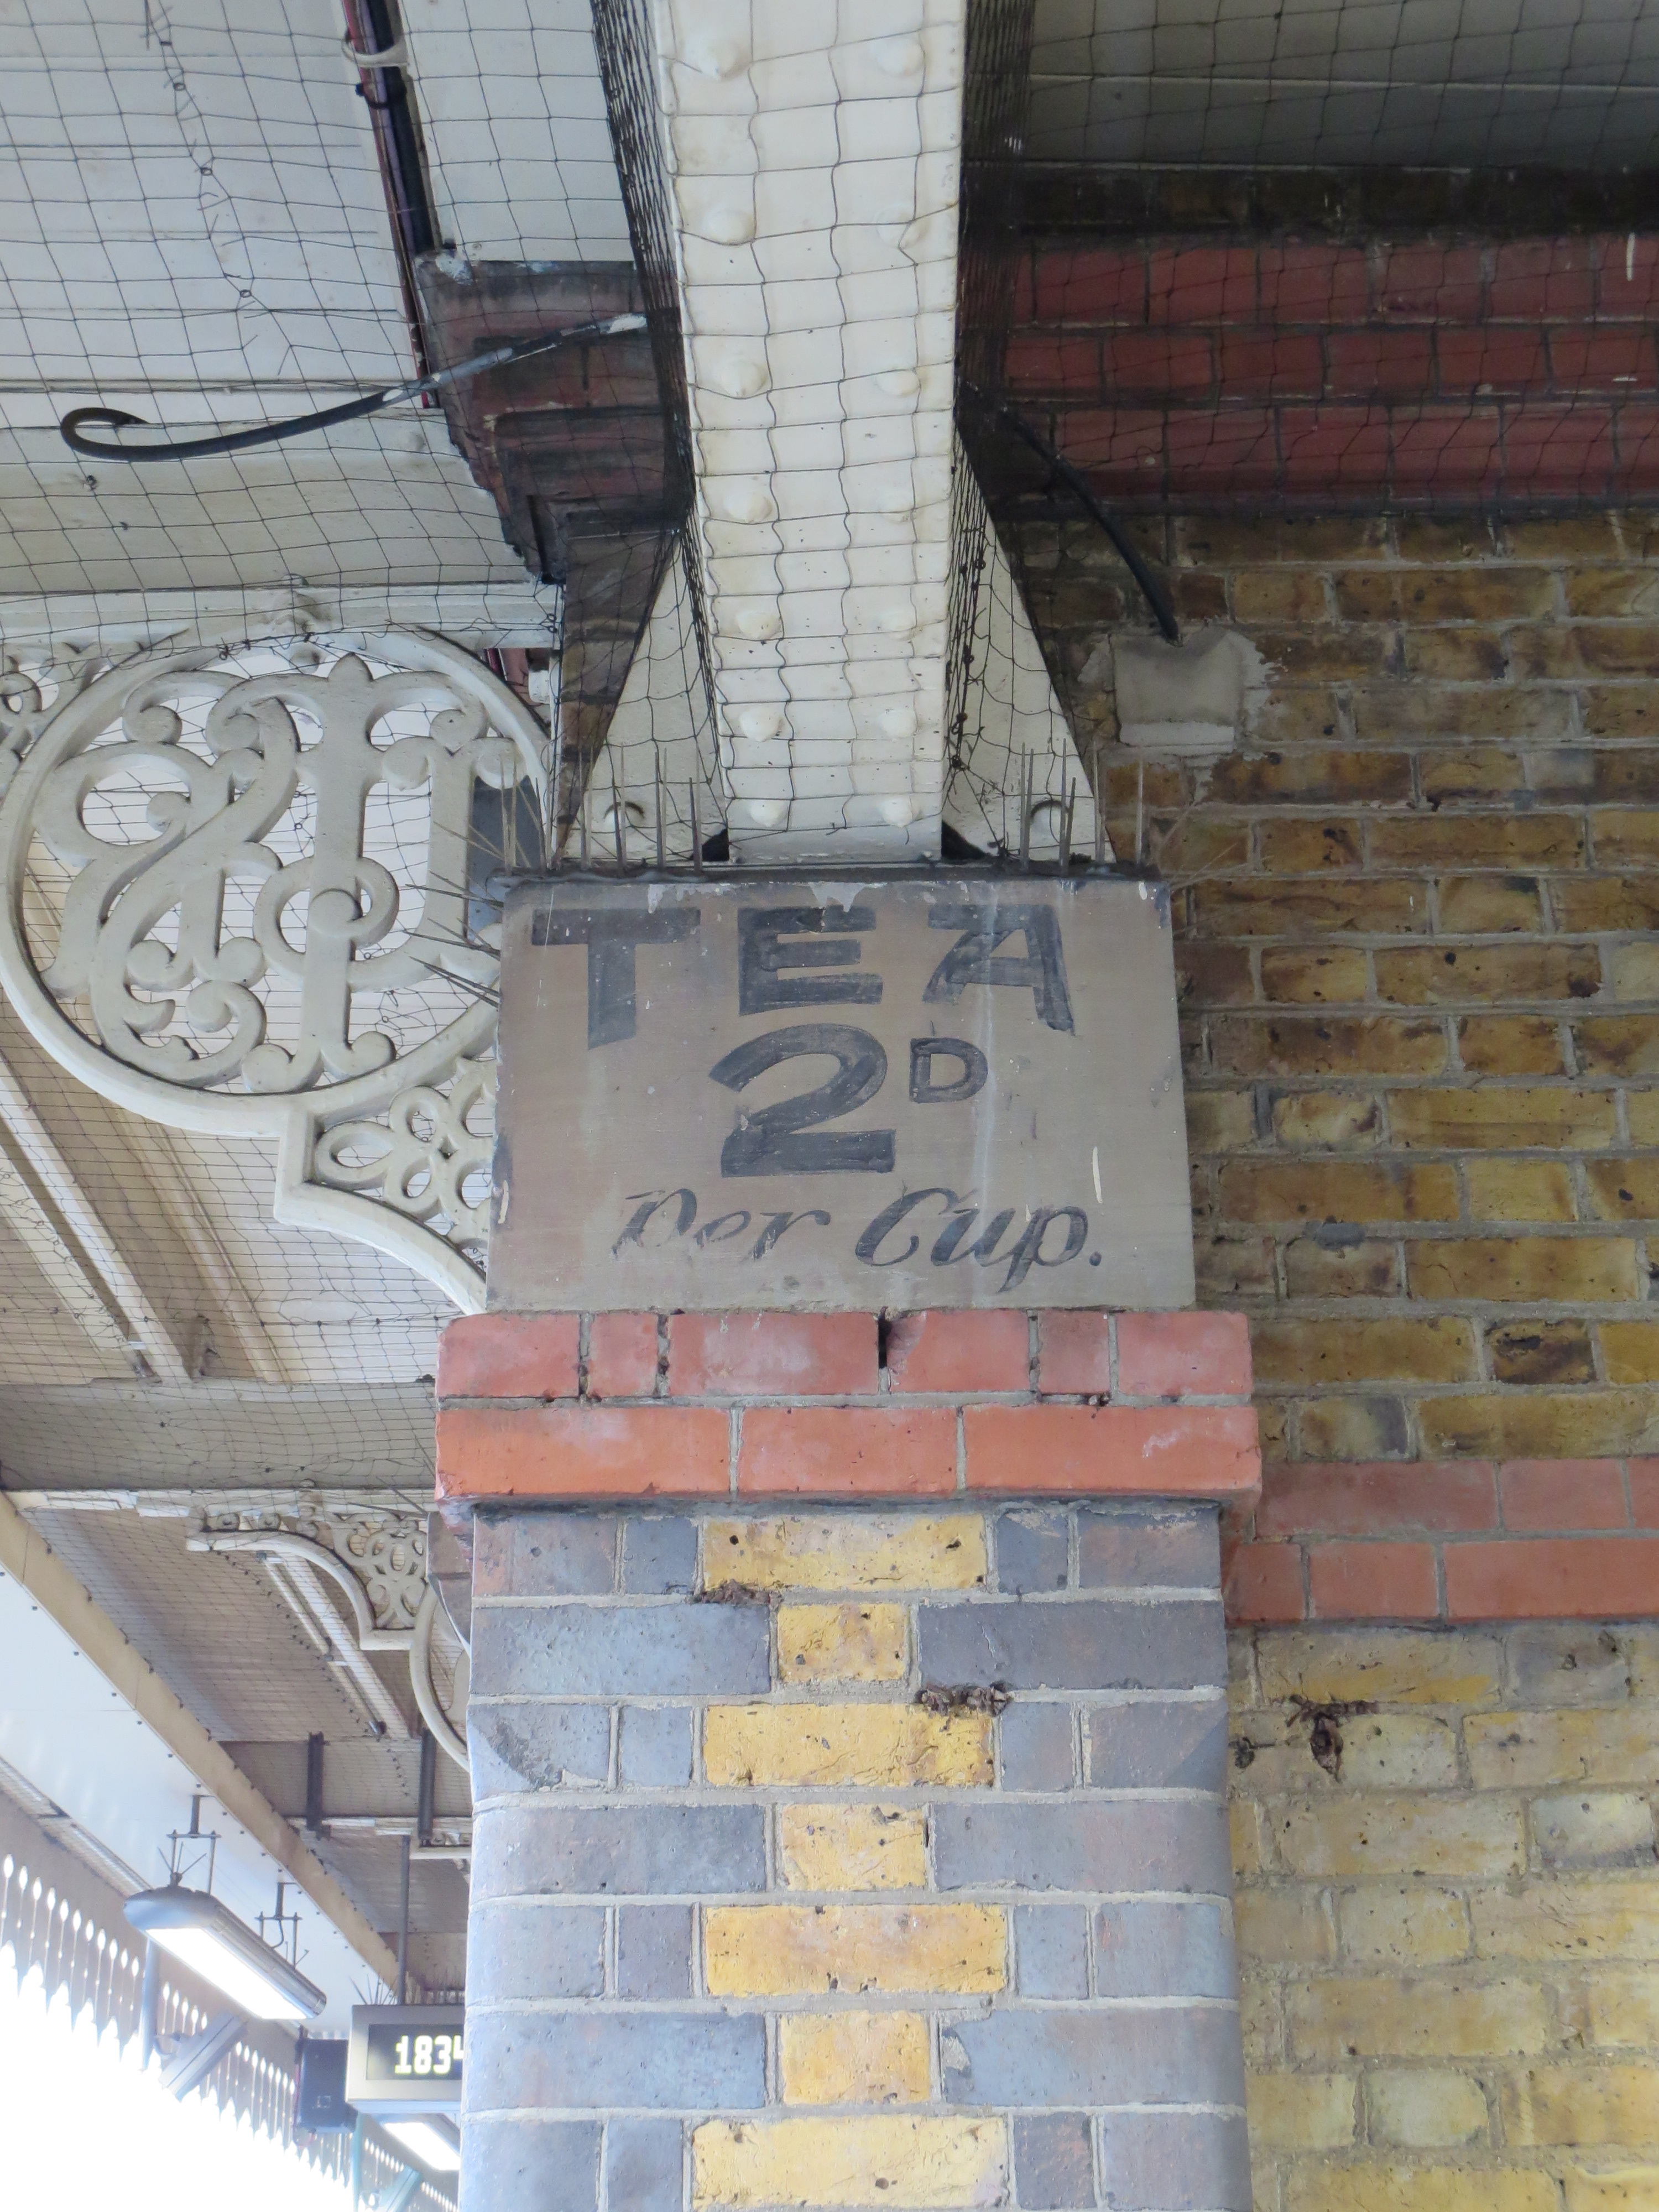 TEA
2D
Per Cup.
1834